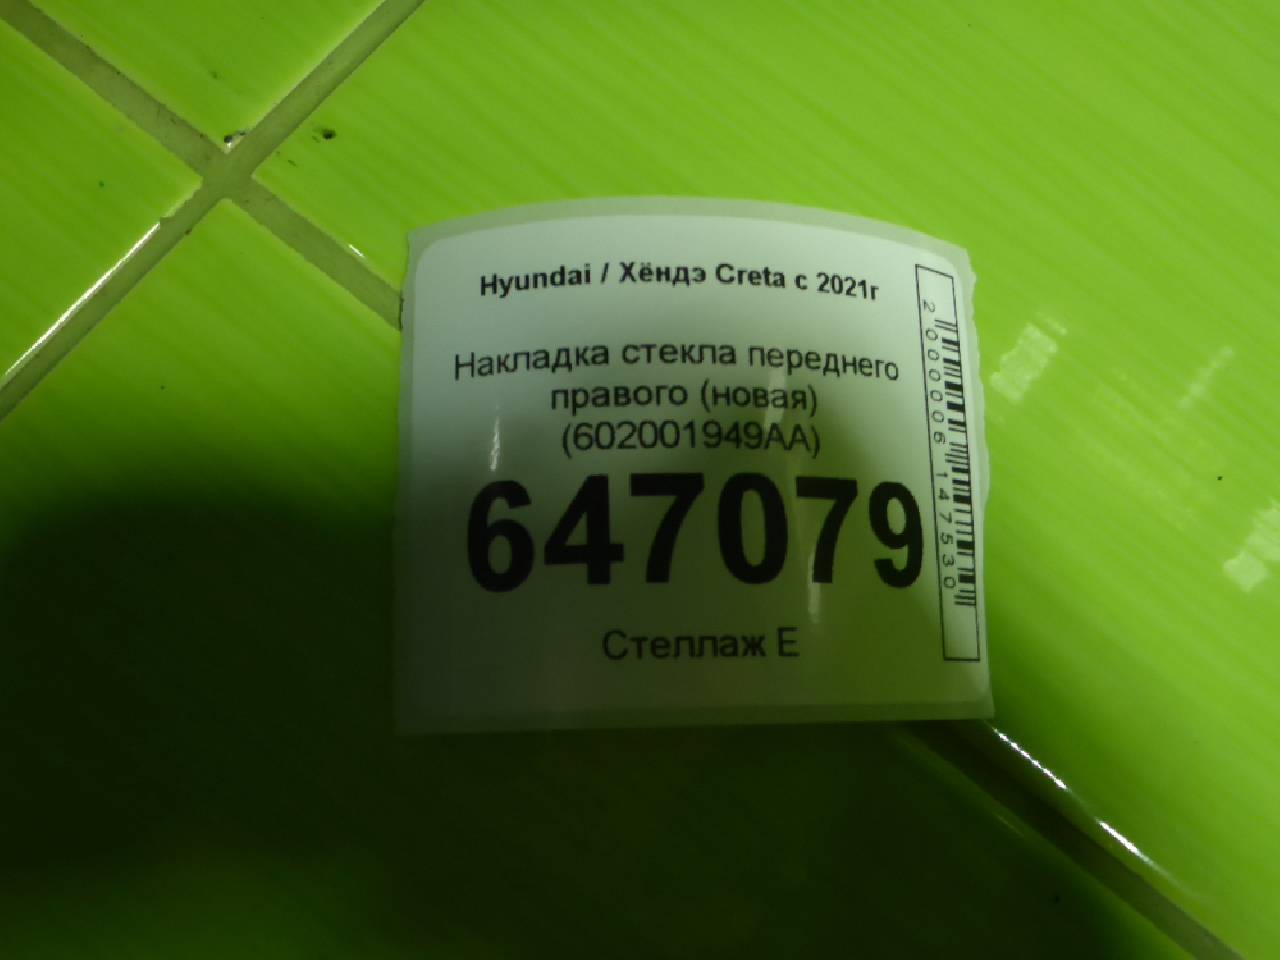 Hyundai / Хёндэ Creta с 2021г
Накладка стекла переднего
правого (новая)
(602001949AA)
647079
Стеллаж Е
2000006147530